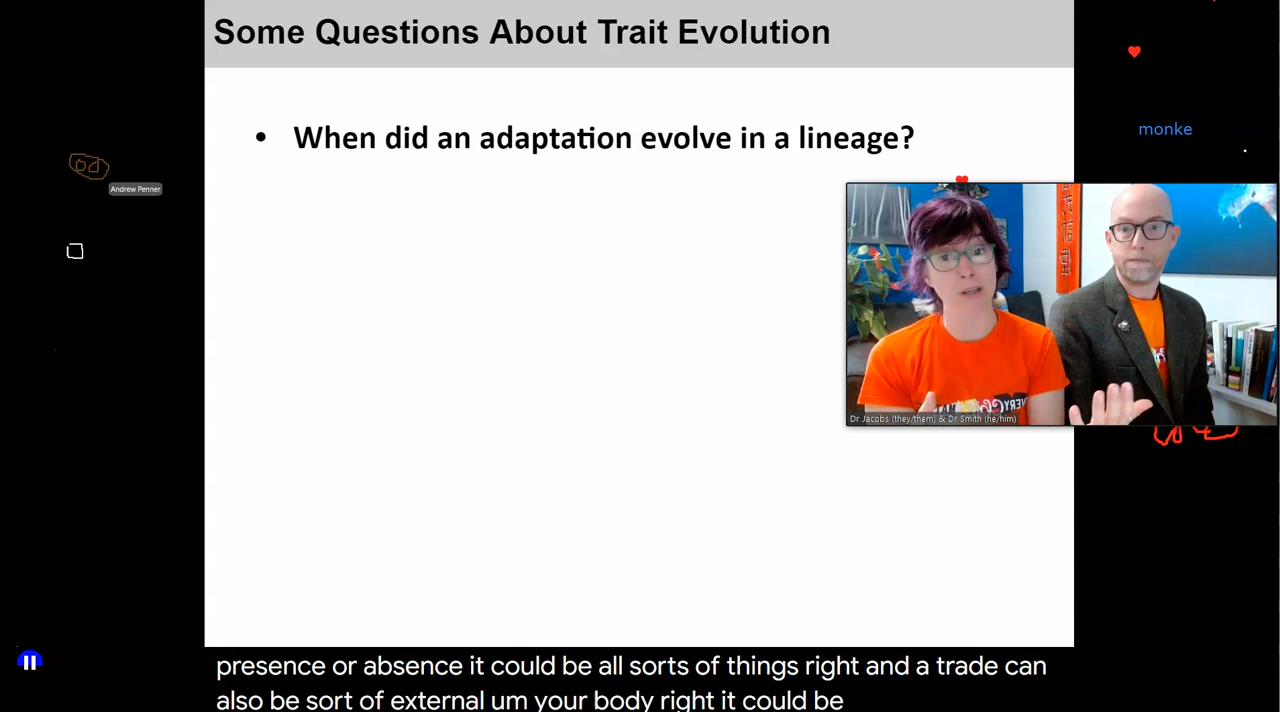 Some Questions About Trait Evolution
• When did an adaptation evolve in a lineage?
monke
Andrew Penner
Dr Jacobs (they/them) & Dr Smith (he/him)
presence or absence it could be all sorts of things right and a trade can
also be sort of external um your body right it could be